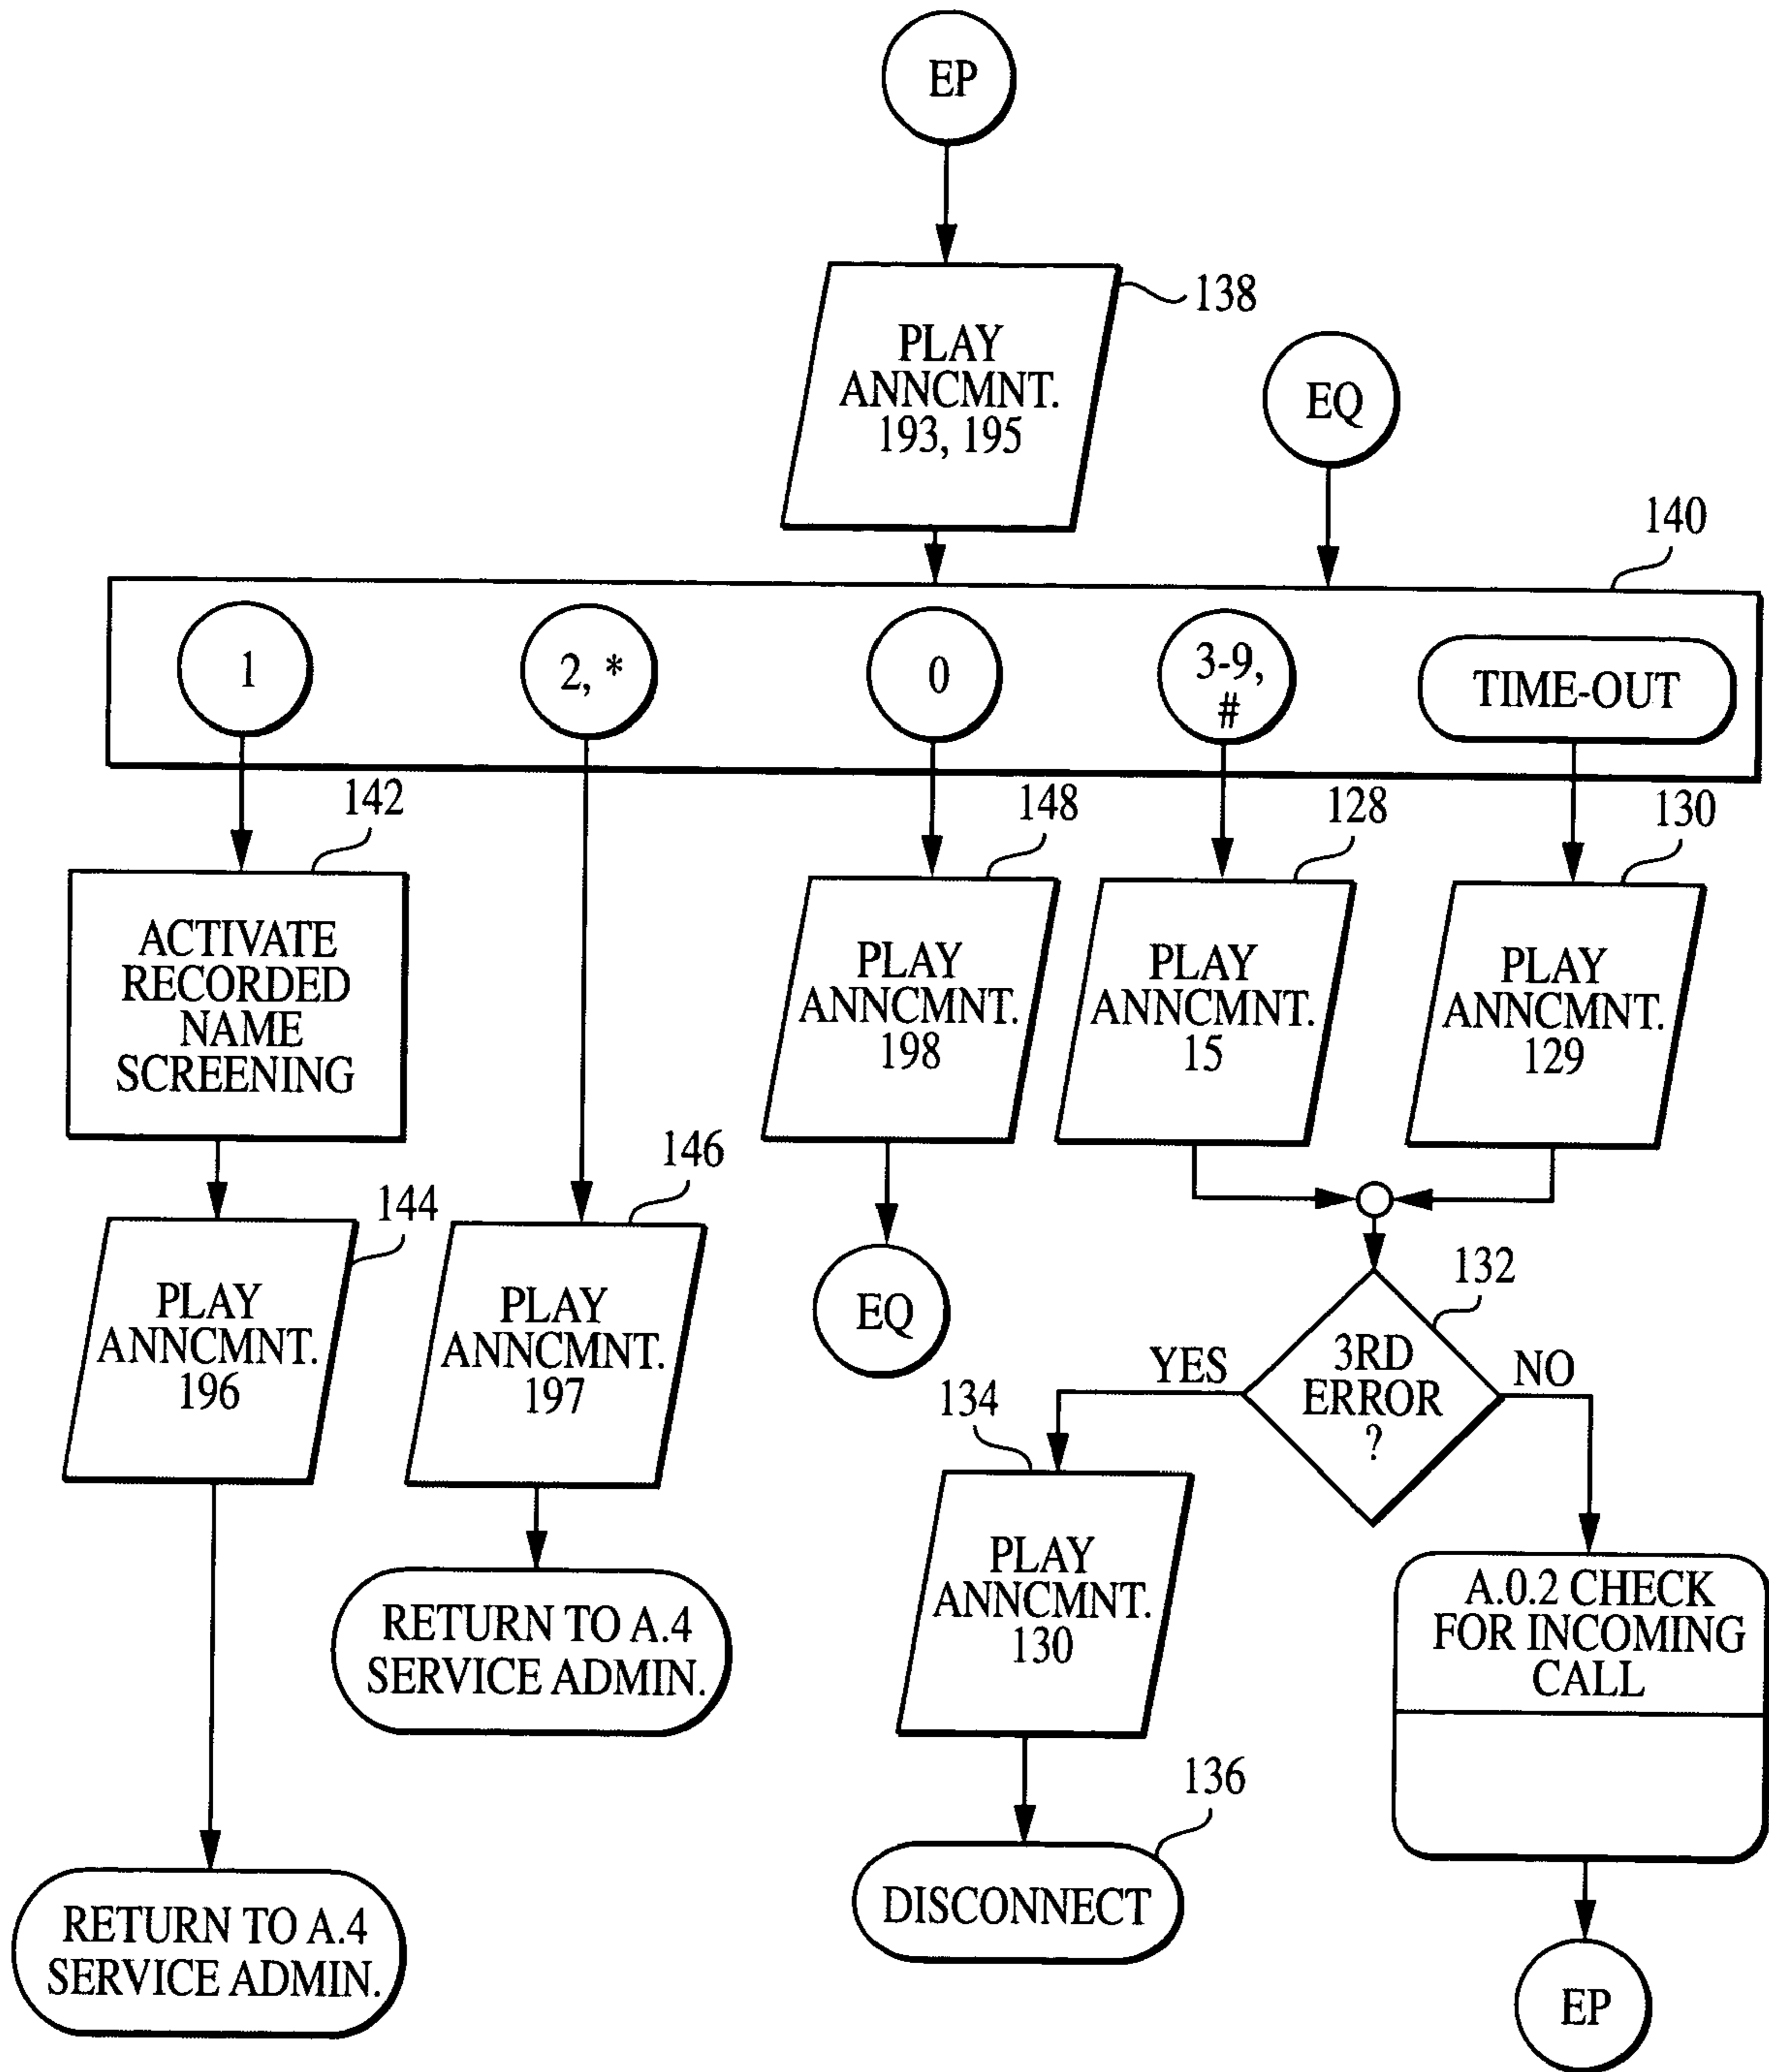 EP
PLAY
ANNCMNT.
193, 195
138
EQ
140
1
2, *
0
3-9,
#
TIME-OUT
142
148
128
130
ACTIVATE
RECORDED
NAME
SCREENING
PLAY
ANNCMNT.
198
PLAY
ANNCMNT.
15
PLAY
ANNCMNT.
129
144
146
PLAY
ANNCMNT.
196
PLAY
ANNCMNT.
197
EQ
132
3RD
ERROR
?
YES
NO
134
PLAY
ANNCMNT.
130
A.0.2 CHECK
FOR INCOMING
CALL
RETURN TO A.4
SERVICE ADMIN.
136
DISCONNECT
RETURN TO A.4
SERVICE ADMIN.
EP